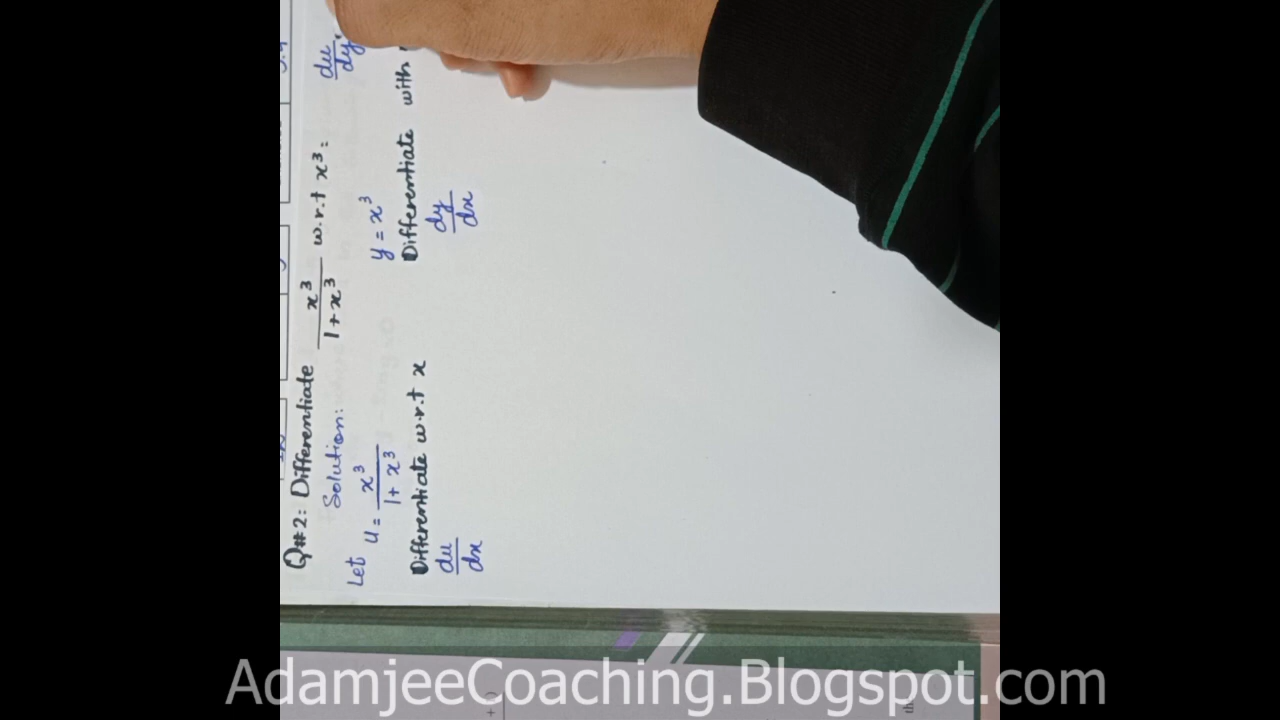 Q#2: Differentiate x³/(1+x³) w.r.t x³:
Solution: du/dy
Let u = x³/(1+x³) y = x³
Differentiate w.r.t x Differentiate with
du/dx dy/dx
AdamjeeCoaching.Blogspot.com